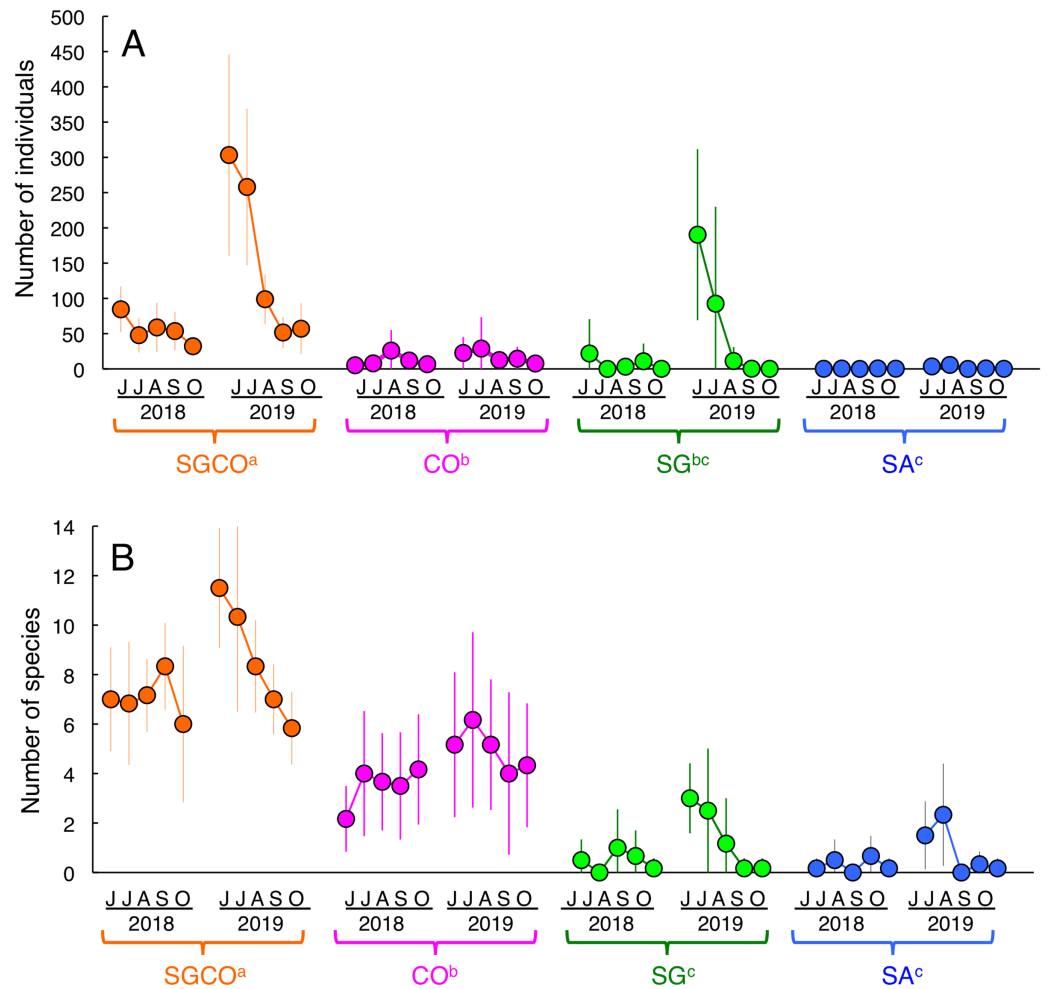 A
Number of individuals
500
450
400
350
300
250
200
150
100
50
0
J J A S O J J A S O J J A S O J J A S O J J A S O J J A S O J J A S O J J A S O
2018 2019 2018 2019 2018 2019 2018 2019
SGCOᵃ COᵇ SGᵇᶜ SAᶜ
B
Number of species
14
12
10
8
6
4
2
0
J J A S O J J A S O J J A S O J J A S O J J A S O J J A S O J J A S O J J A S O
2018 2019 2018 2019 2018 2019 2018 2019
SGCOᵃ COᵇ SGᶜ SAᶜ